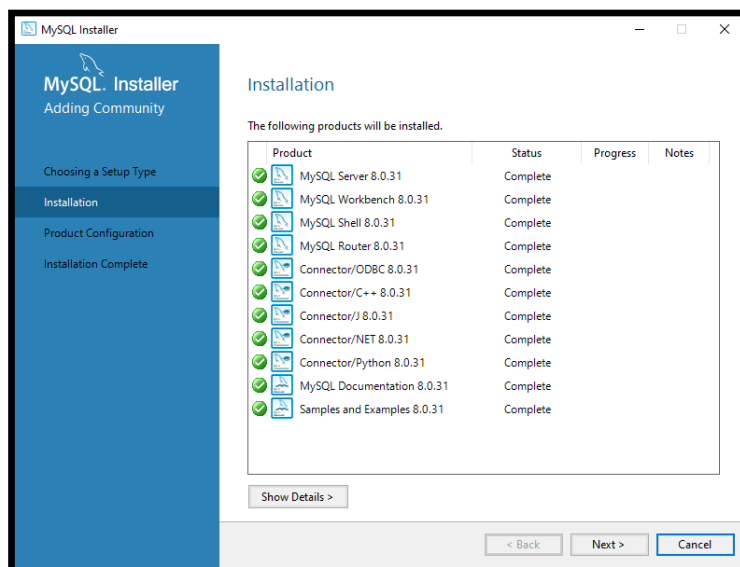 MySQL Installer
MySQL. Installer
Adding Community
Choosing a Setup Type
Installation
Product Configuration
Installation Complete
Installation
The following products will be installed.
Product Status Progress Notes
MySQL Server 8.0.31 Complete
MySQL Workbench 8.0.31 Complete
MySQL Shell 8.0.31 Complete
MySQL Router 8.0.31 Complete
Connector/ODBC 8.0.31 Complete
Connector/C++ 8.0.31 Complete
Connector/J 8.0.31 Complete
Connector/NET 8.0.31 Complete
Connector/Python 8.0.31 Complete
MySQL Documentation 8.0.31 Complete
Samples and Examples 8.0.31 Complete
Show Details >
< Back Next > Cancel